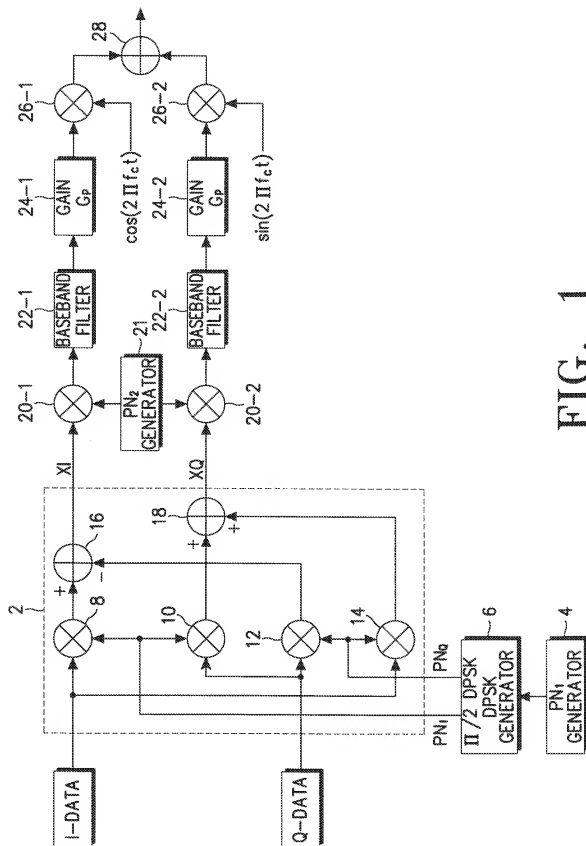 I-DATA
Q-DATA
2
8
10
12
14
16
18
+
-
+
+
XI
XQ
PN₁ GENERATOR
4
Π/2 DPSK
DPSK
GENERATOR
6
PNI
PNQ
20-1
20-2
PN₂
GENERATOR
21
22-1
BASEBAND
FILTER
22-2
BASEBAND
FILTER
24-1
GAIN
GP
24-2
GAIN
GP
26-1
26-2
cos(2Πfct)
sin(2Πfct)
28
FIG. 1